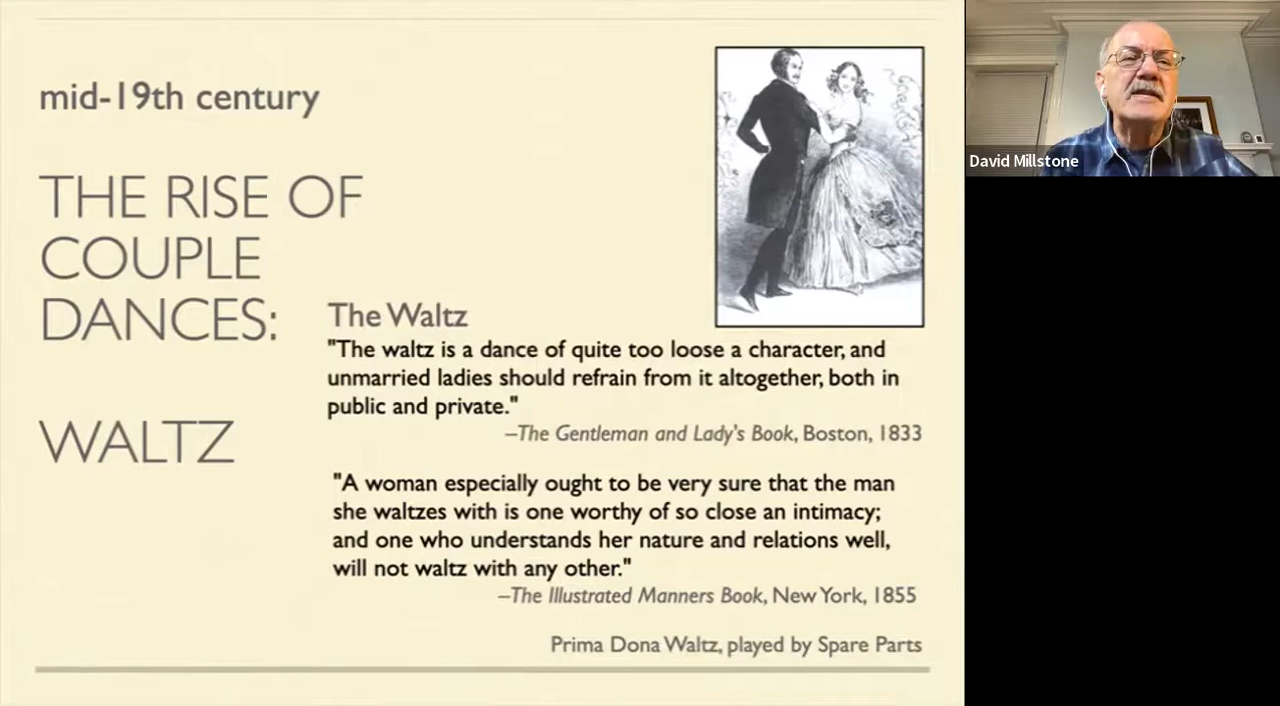 mid-19th century
THE RISE OF
COUPLE
DANCES:
WALTZ
The Waltz
"The waltz is a dance of quite too loose a character, and
unmarried ladies should refrain from it altogether, both in
public and private."
–The Gentleman and Lady's Book, Boston, 1833
"A woman especially ought to be very sure that the man
she waltzes with is one worthy of so close an intimacy;
and one who understands her nature and relations well,
will not waltz with any other."
–The Illustrated Manners Book, New York, 1855
Prima Dona Waltz, played by Spare Parts
David Millstone